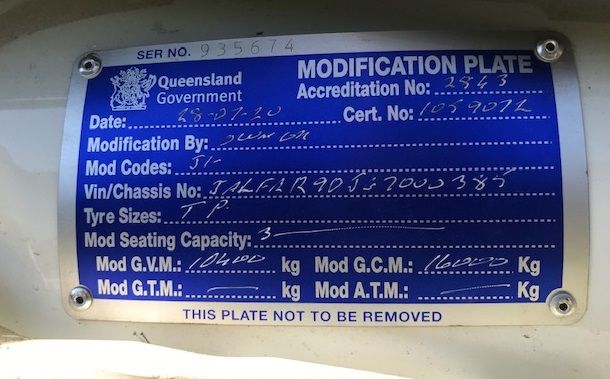 SER NO. 935674
Queensland Government
MODIFICATION PLATE
Accreditation No: 2843
Date: 28-07-20 Cert. No: 1059072
Modification By:
Mod Codes: J1-
Vin/Chassis No:
Tyre Sizes: T P
Mod Seating Capacity: 3
Mod G.V.M.: 10400 kg Mod G.C.M.: 16000 Kg
Mod G.T.M.: — kg Mod A.T.M.: — Kg
THIS PLATE NOT TO BE REMOVED